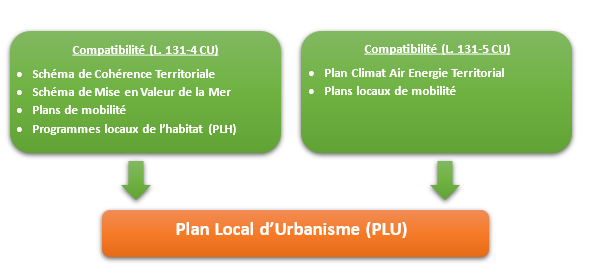 Compatibilité (L. 131-4 CU)
• Schéma de Cohérence Territoriale
• Schéma de Mise en Valeur de la Mer
• Plans de mobilité
• Programmes locaux de l’habitat (PLH)
Compatibilité (L. 131-5 CU)
• Plan Climat Air Energie Territorial
• Plans locaux de mobilité
Plan Local d’Urbanisme (PLU)